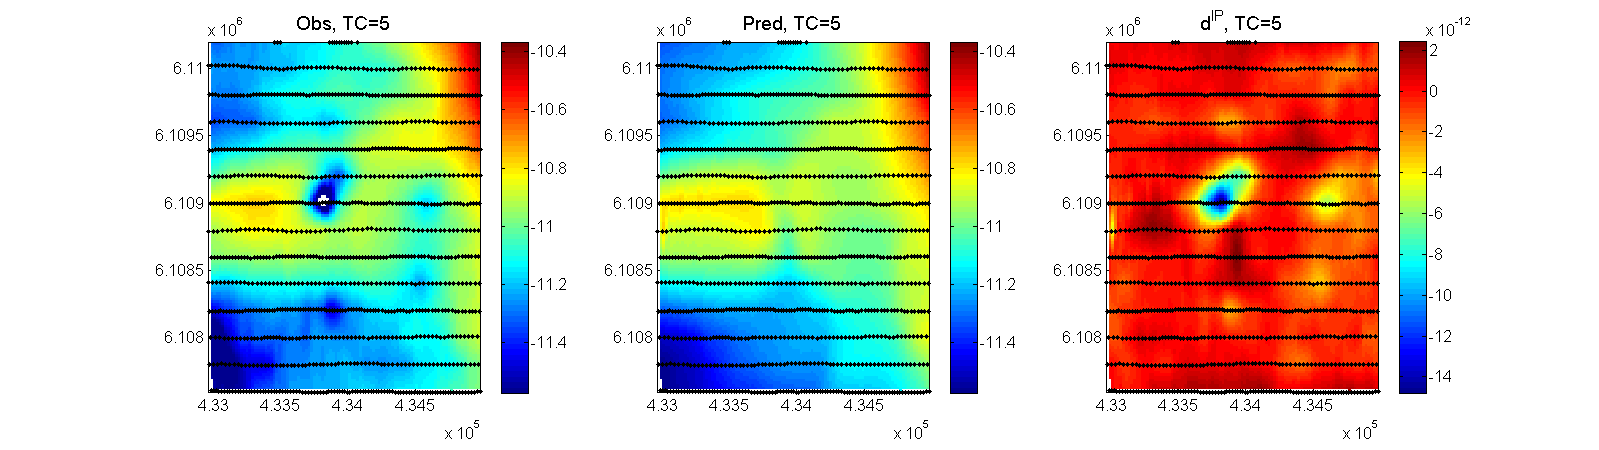 Obs, TC=5
x 10^6
6.11
6.1095
6.109
6.1085
6.108
4.33 4.335 4.34 4.345
x 10^5
-10.4
-10.6
-10.8
-11
-11.2
-11.4
Pred, TC=5
x 10^6
6.11
6.1095
6.109
6.1085
6.108
4.33 4.335 4.34 4.345
x 10^5
-10.4
-10.6
-10.8
-11
-11.2
-11.4
d^IP, TC=5
x 10^6
x 10^-12
6.11
6.1095
6.109
6.1085
6.108
4.33 4.335 4.34 4.345
x 10^5
2
0
-2
-4
-6
-8
-10
-12
-14